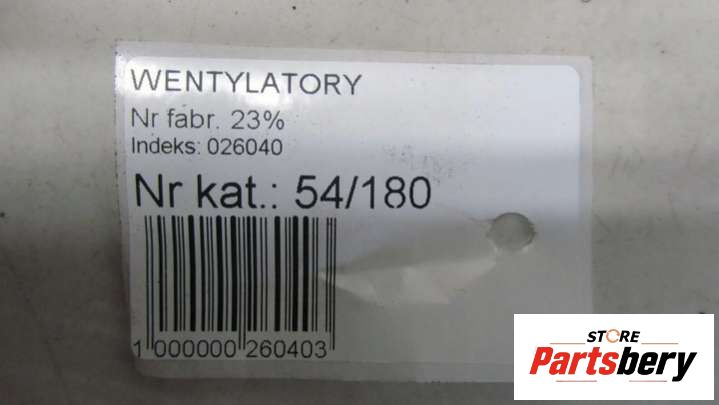 WENTYLATORY
Nr fabr. 23%
Indeks: 026040
Nr kat.: 54/180
1 000000 260403
STORE
Partsbery